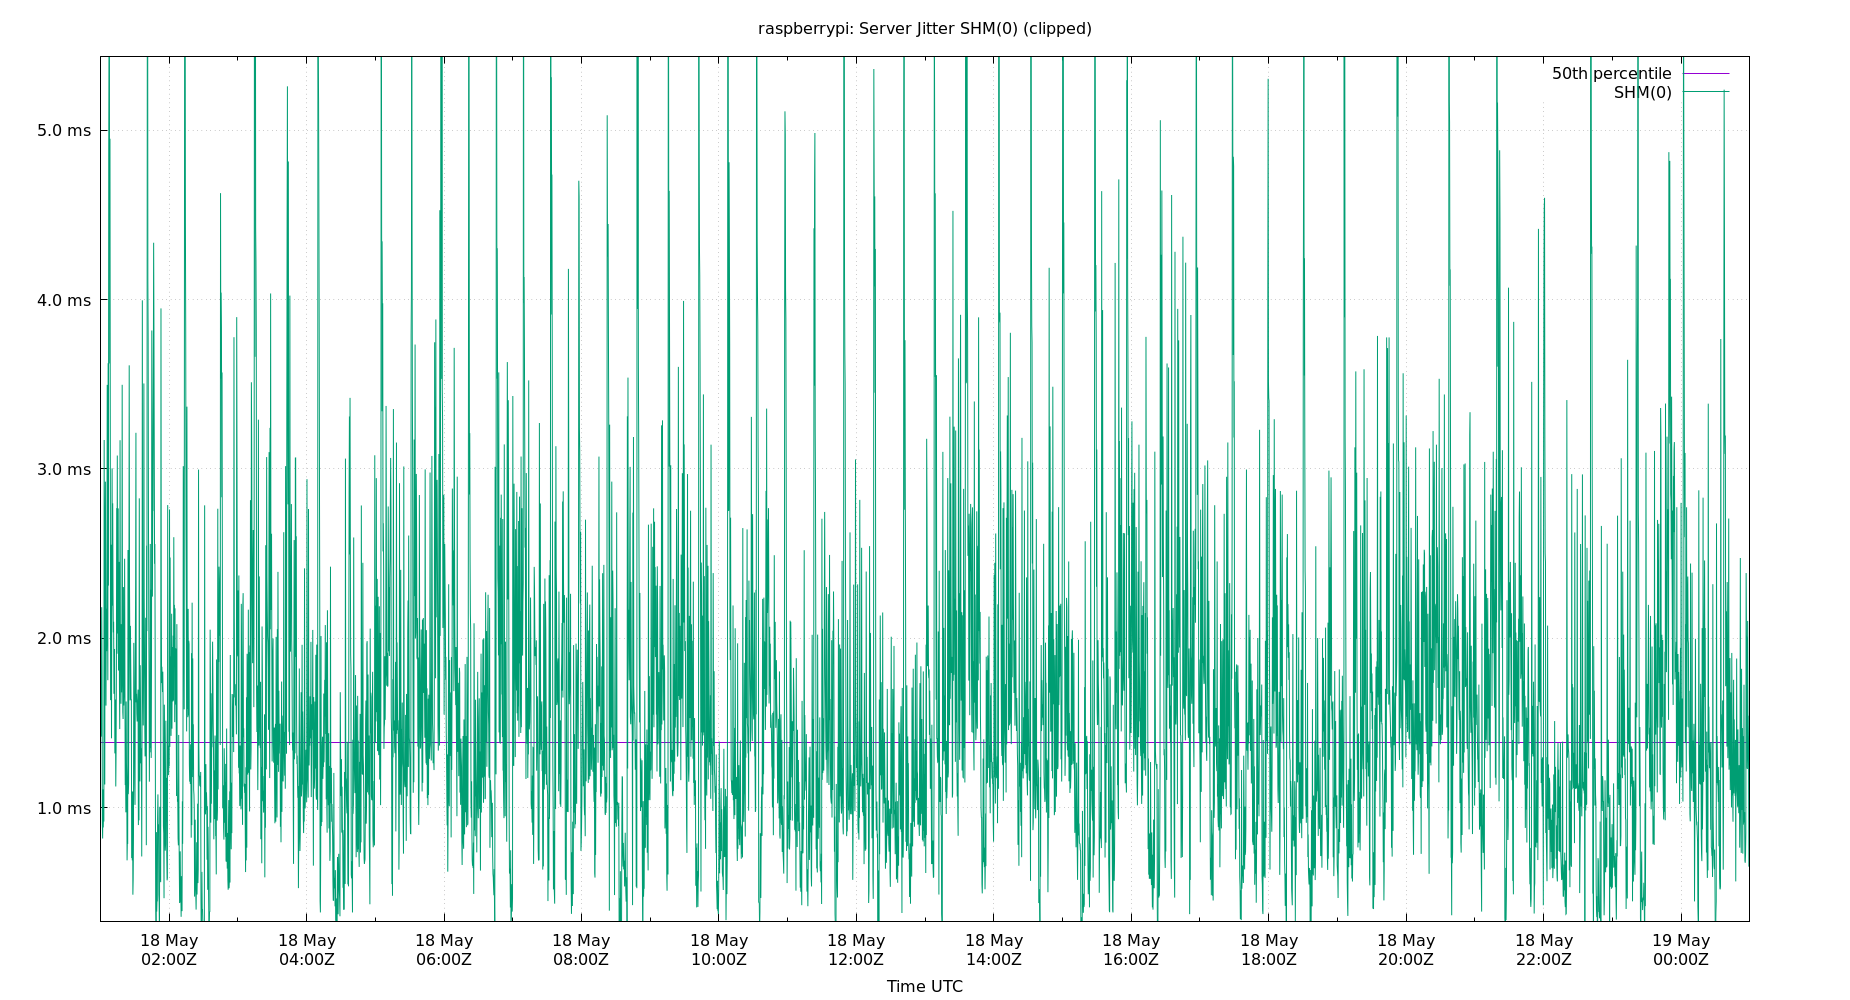 raspberrypi: Server Jitter SHM(0) (clipped)
50th percentile
SHM(0)
5.0 ms
4.0 ms
3.0 ms
2.0 ms
1.0 ms
18 May 18 May 18 May 18 May 18 May 18 May 18 May 18 May 18 May 18 May 18 May 19 May
02:00Z 04:00Z 06:00Z 08:00Z 10:00Z 12:00Z 14:00Z 16:00Z 18:00Z 20:00Z 22:00Z 00:00Z
Time UTC